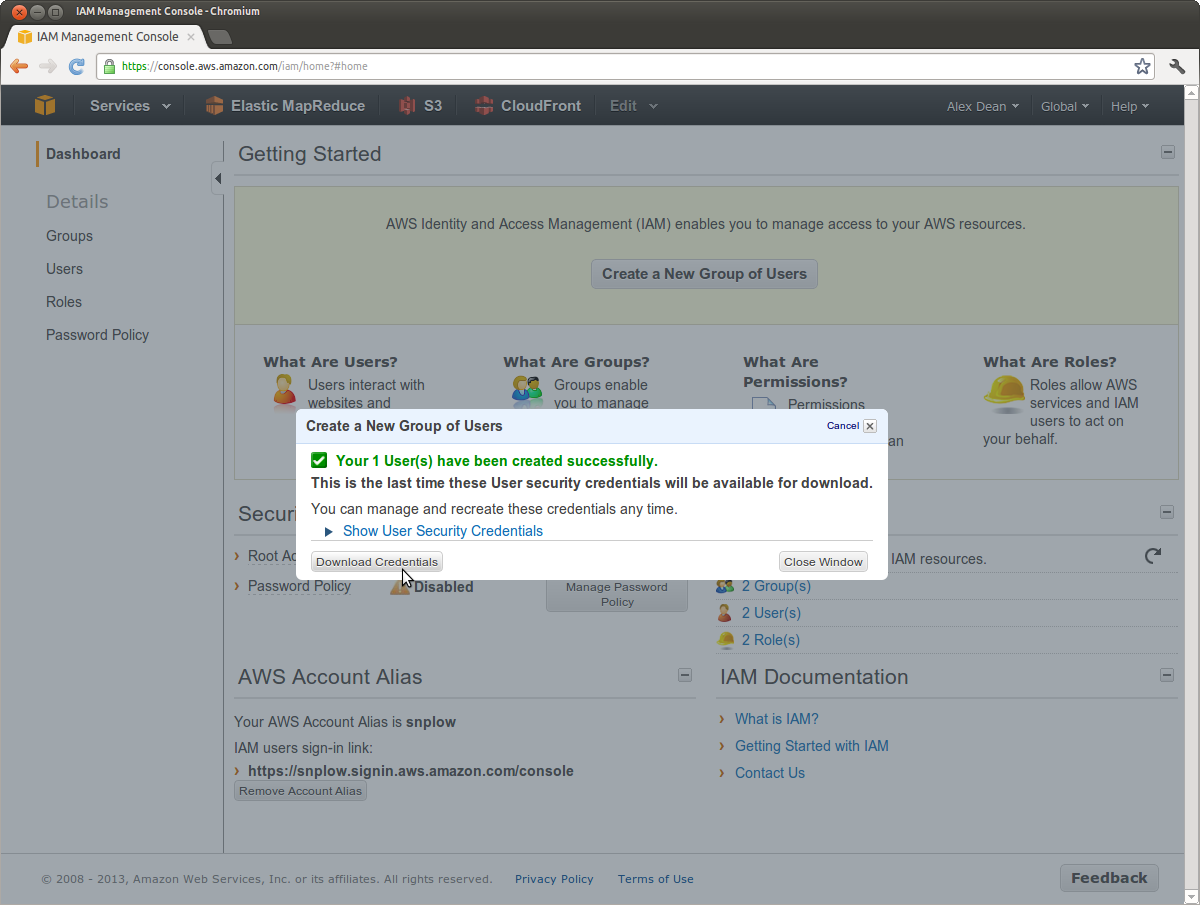 IAM Management Console - Chromium
IAM Management Console
https://console.aws.amazon.com/iam/home?#home
Services Elastic MapReduce S3 CloudFront Edit Alex Dean Global Help
Dashboard
Details
Groups
Users
Roles
Password Policy
Getting Started
AWS Identity and Access Management (IAM) enables you to manage access to your AWS resources.
Create a New Group of Users
What Are Users?
Users interact with
websites and
What Are Groups?
Groups enable
you to manage
What Are
Permissions?
Permissions
an
What Are Roles?
Roles allow AWS
services and IAM
users to act on
your behalf.
Create a New Group of Users
Cancel
Your 1 User(s) have been created successfully.
This is the last time these User security credentials will be available for download.
You can manage and recreate these credentials any time.
Show User Security Credentials
Download Credentials
Close Window
Securi
Root Ac
Password Policy
Disabled
Manage Password
Policy
IAM resources.
2 Group(s)
2 User(s)
2 Role(s)
AWS Account Alias
Your AWS Account Alias is snplow
IAM users sign-in link:
https://snplow.signin.aws.amazon.com/console
Remove Account Alias
IAM Documentation
What is IAM?
Getting Started with IAM
Contact Us
© 2008 - 2013, Amazon Web Services, Inc. or its affiliates. All rights reserved. Privacy Policy Terms of Use
Feedback